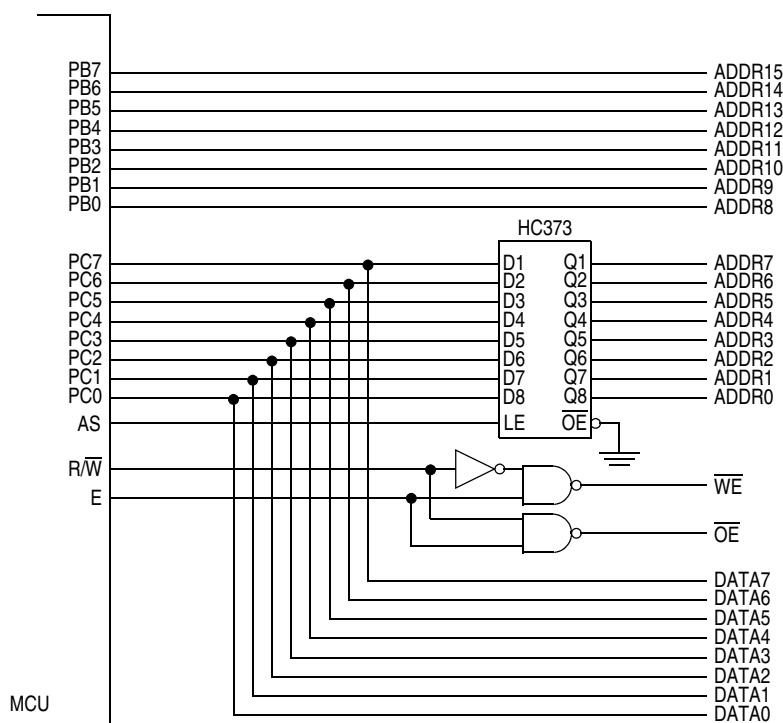 PB7 ADDR15
PB6 ADDR14
PB5 ADDR13
PB4 ADDR12
PB3 ADDR11
PB2 ADDR10
PB1 ADDR9
PB0 ADDR8
HC373
PC7 D1 Q1 ADDR7
PC6 D2 Q2 ADDR6
PC5 D3 Q3 ADDR5
PC4 D4 Q4 ADDR4
PC3 D5 Q5 ADDR3
PC2 D6 Q6 ADDR2
PC1 D7 Q7 ADDR1
PC0 D8 Q8 ADDR0
AS LE O̅E̅
R/W̅
E W̅E̅
O̅E̅
DATA7
DATA6
DATA5
DATA4
DATA3
DATA2
DATA1
MCU DATA0